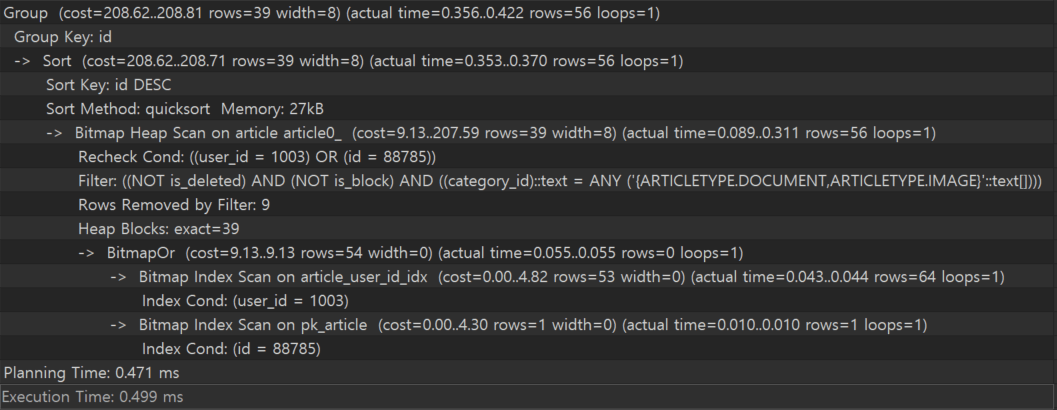 Group (cost=208.62..208.81 rows=39 width=8) (actual time=0.356..0.422 rows=56 loops=1)
Group Key: id
-> Sort (cost=208.62..208.71 rows=39 width=8) (actual time=0.353..0.370 rows=56 loops=1)
Sort Key: id DESC
Sort Method: quicksort Memory: 27kB
-> Bitmap Heap Scan on article article0_ (cost=9.13..207.59 rows=39 width=8) (actual time=0.089..0.311 rows=56 loops=1)
Recheck Cond: ((user_id = 1003) OR (id = 88785))
Filter: ((NOT is_deleted) AND (NOT is_block) AND ((category_id)::text = ANY ('{ARTICLETYPE.DOCUMENT,ARTICLETYPE.IMAGE}'::text[])))
Rows Removed by Filter: 9
Heap Blocks: exact=39
-> BitmapOr (cost=9.13..9.13 rows=54 width=0) (actual time=0.055..0.055 rows=0 loops=1)
-> Bitmap Index Scan on article_user_id_idx (cost=0.00..4.82 rows=53 width=0) (actual time=0.043..0.044 rows=64 loops=1)
Index Cond: (user_id = 1003)
-> Bitmap Index Scan on pk_article (cost=0.00..4.30 rows=1 width=0) (actual time=0.010..0.010 rows=1 loops=1)
Index Cond: (id = 88785)
Planning Time: 0.471 ms
Execution Time: 0.499 ms